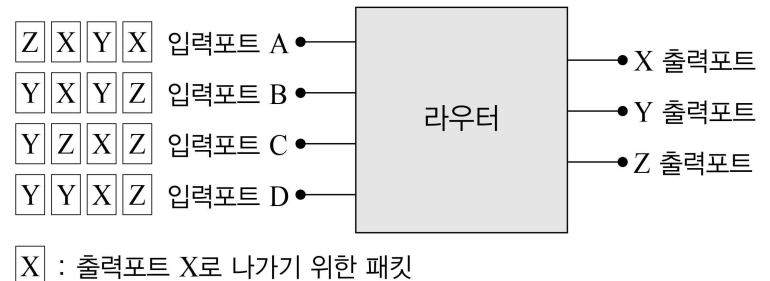 Z X Y X 입력포트 A
Y X Y Z 입력포트 B
Y Z X Z 입력포트 C
Y Y X Z 입력포트 D
라우터
X 출력포트
Y 출력포트
Z 출력포트
X : 출력포트 X로 나가기 위한 패킷